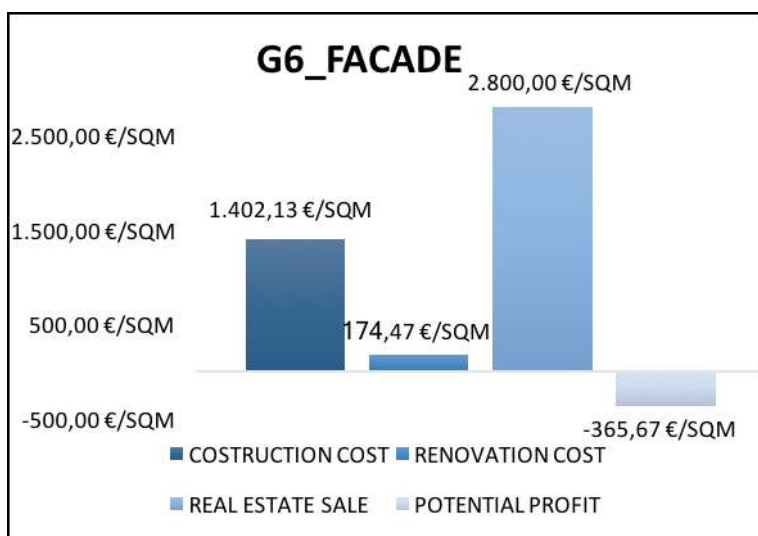 G6_FACADE
2.800,00 €/SQM
2.500,00 €/SQM
1.402,13 €/SQM
1.500,00 €/SQM
500,00 €/SQM
174,47 €/SQM
-500,00 €/SQM
-365,67 €/SQM
COSTRUCTION COST
RENOVATION COST
REAL ESTATE SALE
POTENTIAL PROFIT